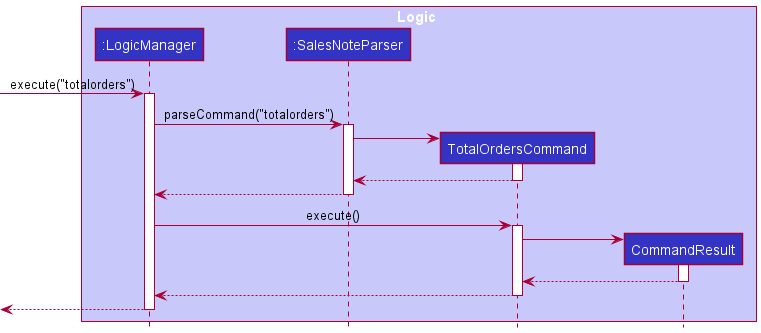 Logic
:LogicManager
:SalesNoteParser
execute("totalorders")
parseCommand("totalorders")
TotalOrdersCommand
execute()
CommandResult